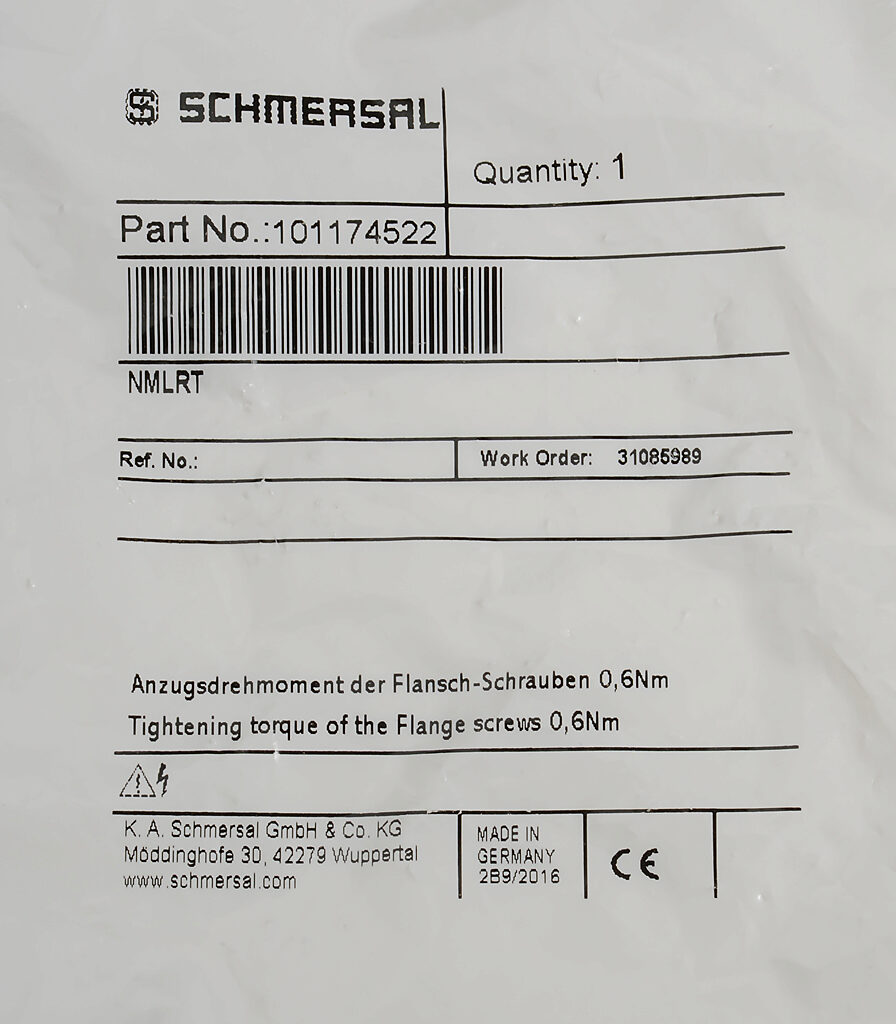 SCHMERSAL
Quantity: 1
Part No.:101174522
NMLRT
Ref. No.:
Work Order: 31085989
Anzugsdrehmoment der Flansch-Schrauben 0,6Nm
Tightening torque of the Flange screws 0,6Nm
K. A. Schmersal GmbH & Co. KG
Möddinghofe 30, 42279 Wuppertal
www.schmersal.com
MADE IN
GERMANY
2B9/2016
CE